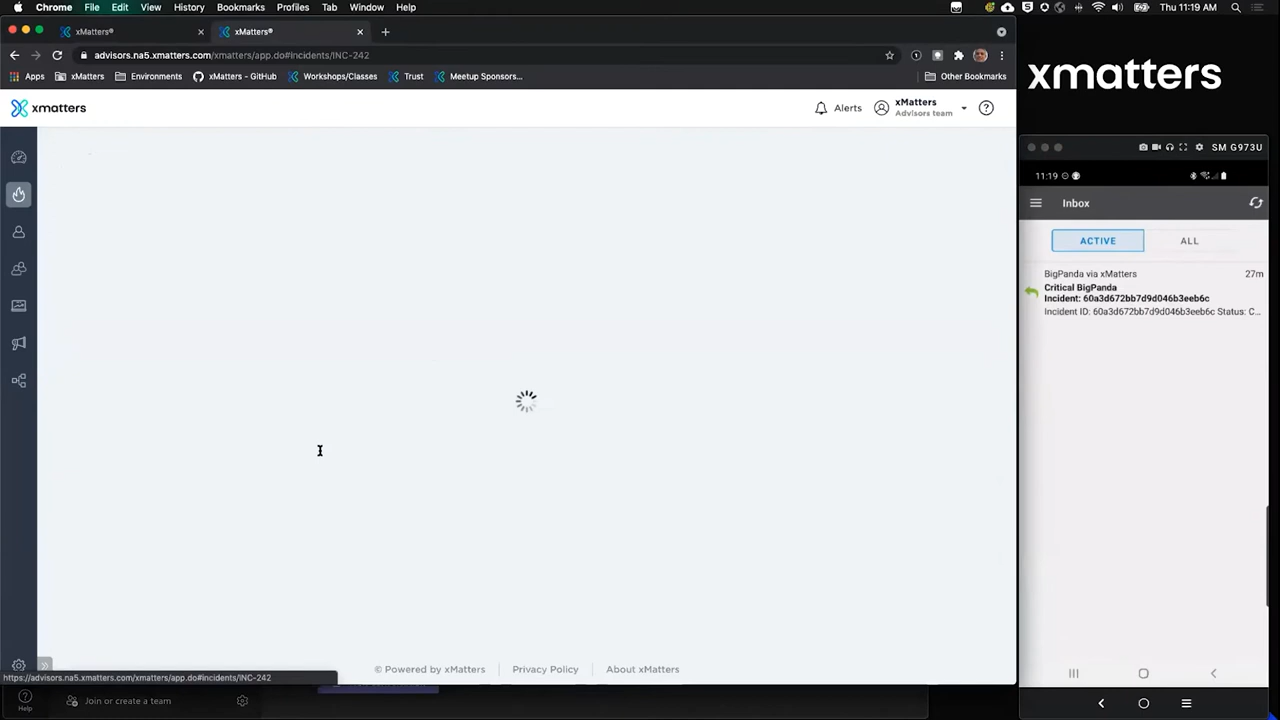 Chrome File Edit View History Bookmarks Profiles Tab Window Help
Thu 11:19 AM
xMatters®
xMatters®
advisors.na5.xmatters.com/xmatters/app.do#incidents/INC-242
Apps xMatters Environments xMatters - GitHub Workshops/Classes Trust Meetup Sponsors... Other Bookmarks
xmatters
Alerts
xMatters
Advisors team
© Powered by xMatters Privacy Policy About xMatters
https://advisors.na5.xmatters.com/xmatters/app.do#incidents/INC-242
Help
Join or create a team
xmatters
SM G973U
11:19
Inbox
ACTIVE ALL
BigPanda via xMatters 27m
Critical BigPanda
Incident: 60a3d672bb7d9d046b3eeb6c
Incident ID: 60a3d672bb7d9d046b3eeb6c Status: C...